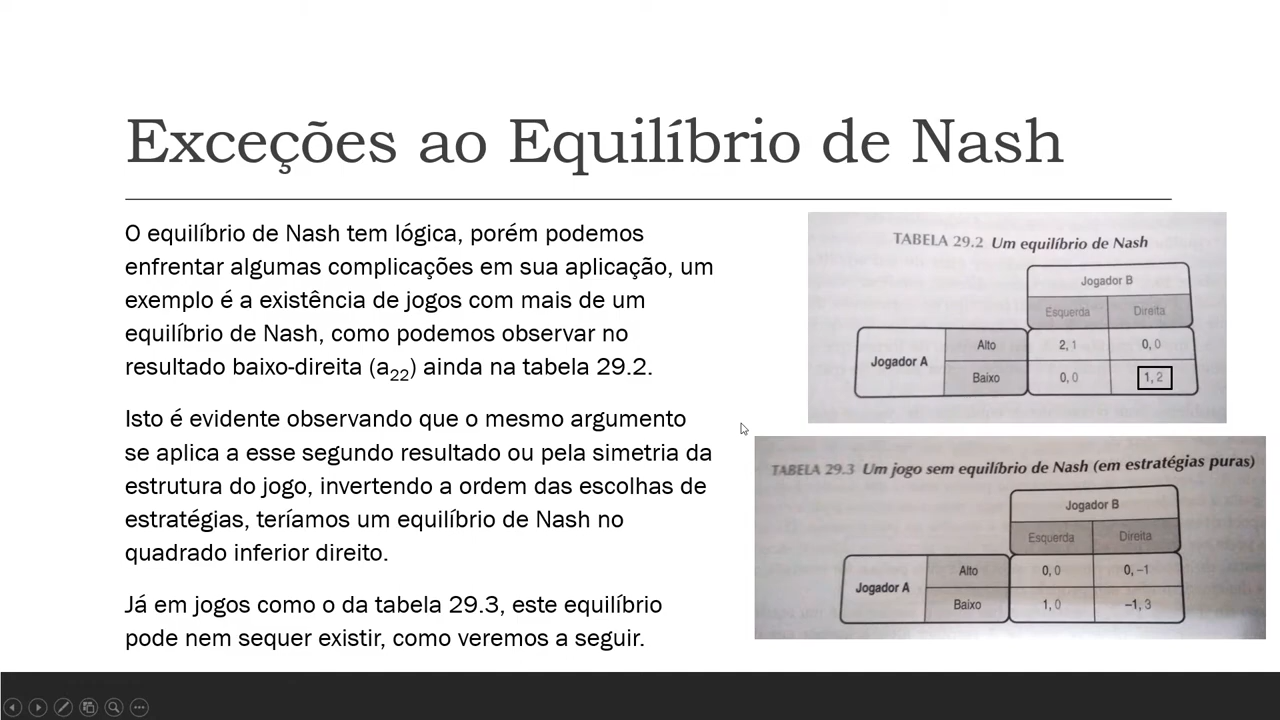 Exceções ao Equilíbrio de Nash
O equilíbrio de Nash tem lógica, porém podemos
enfrentar algumas complicações em sua aplicação, um
exemplo é a existência de jogos com mais de um
equilíbrio de Nash, como podemos observar no
resultado baixo-direita (a22) ainda na tabela 29.2.
Isto é evidente observando que o mesmo argumento
se aplica a esse segundo resultado ou pela simetria da
estrutura do jogo, invertendo a ordem das escolhas de
estratégias, teríamos um equilíbrio de Nash no
quadrado inferior direito.
Já em jogos como o da tabela 29.3, este equilíbrio
pode nem sequer existir, como veremos a seguir.
TABELA 29.2 Um equilíbrio de Nash
Jogador B
Esquerda Direita
Jogador A
Alto 2, 1 0, 0
Baixo 0, 0 1, 2
TABELA 29.3 Um jogo sem equilíbrio de Nash (em estratégias puras)
Jogador B
Esquerda Direita
Jogador A
Alto 0, 0 0, −1
Baixo 1, 0 −1, 3